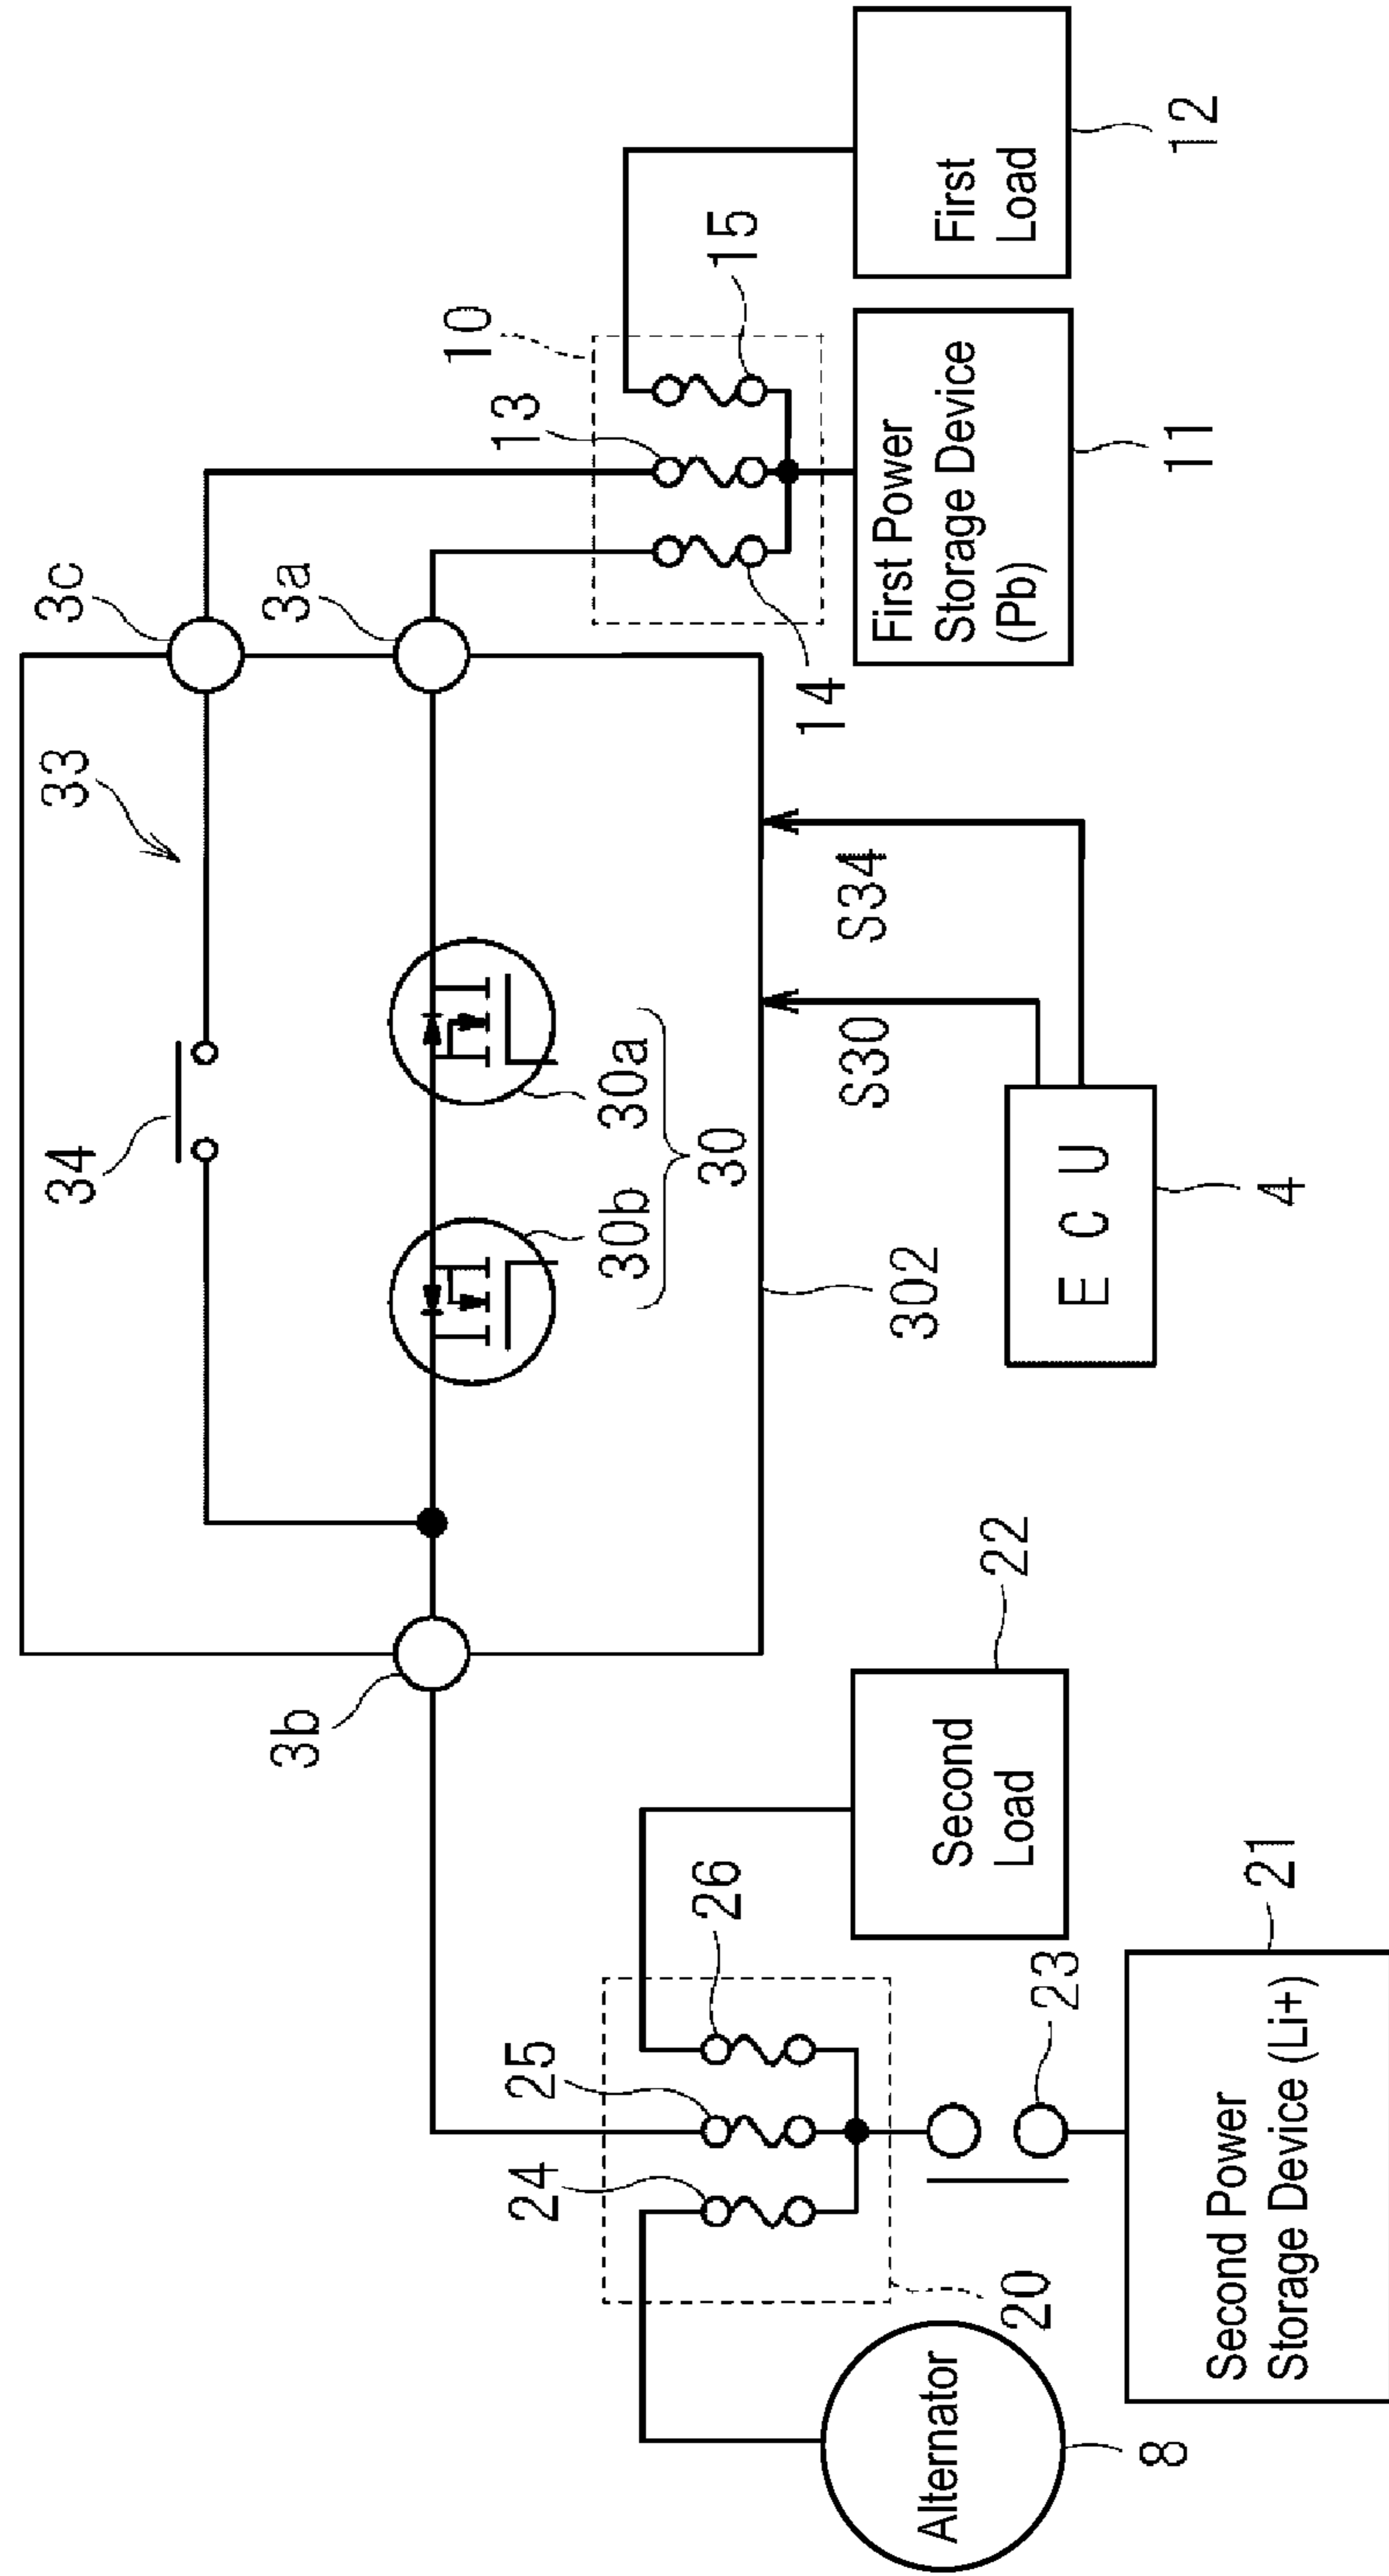 33
3c
34
3a
10
13
15
30b
30a
30
3b
302
S30
S34
14
First Power
Storage Device
(Pb)
11
First
Load
12
E C U
4
24
25
26
20
Second
Load
22
23
Alternator
8
Second Power
Storage Device (Li+)
21